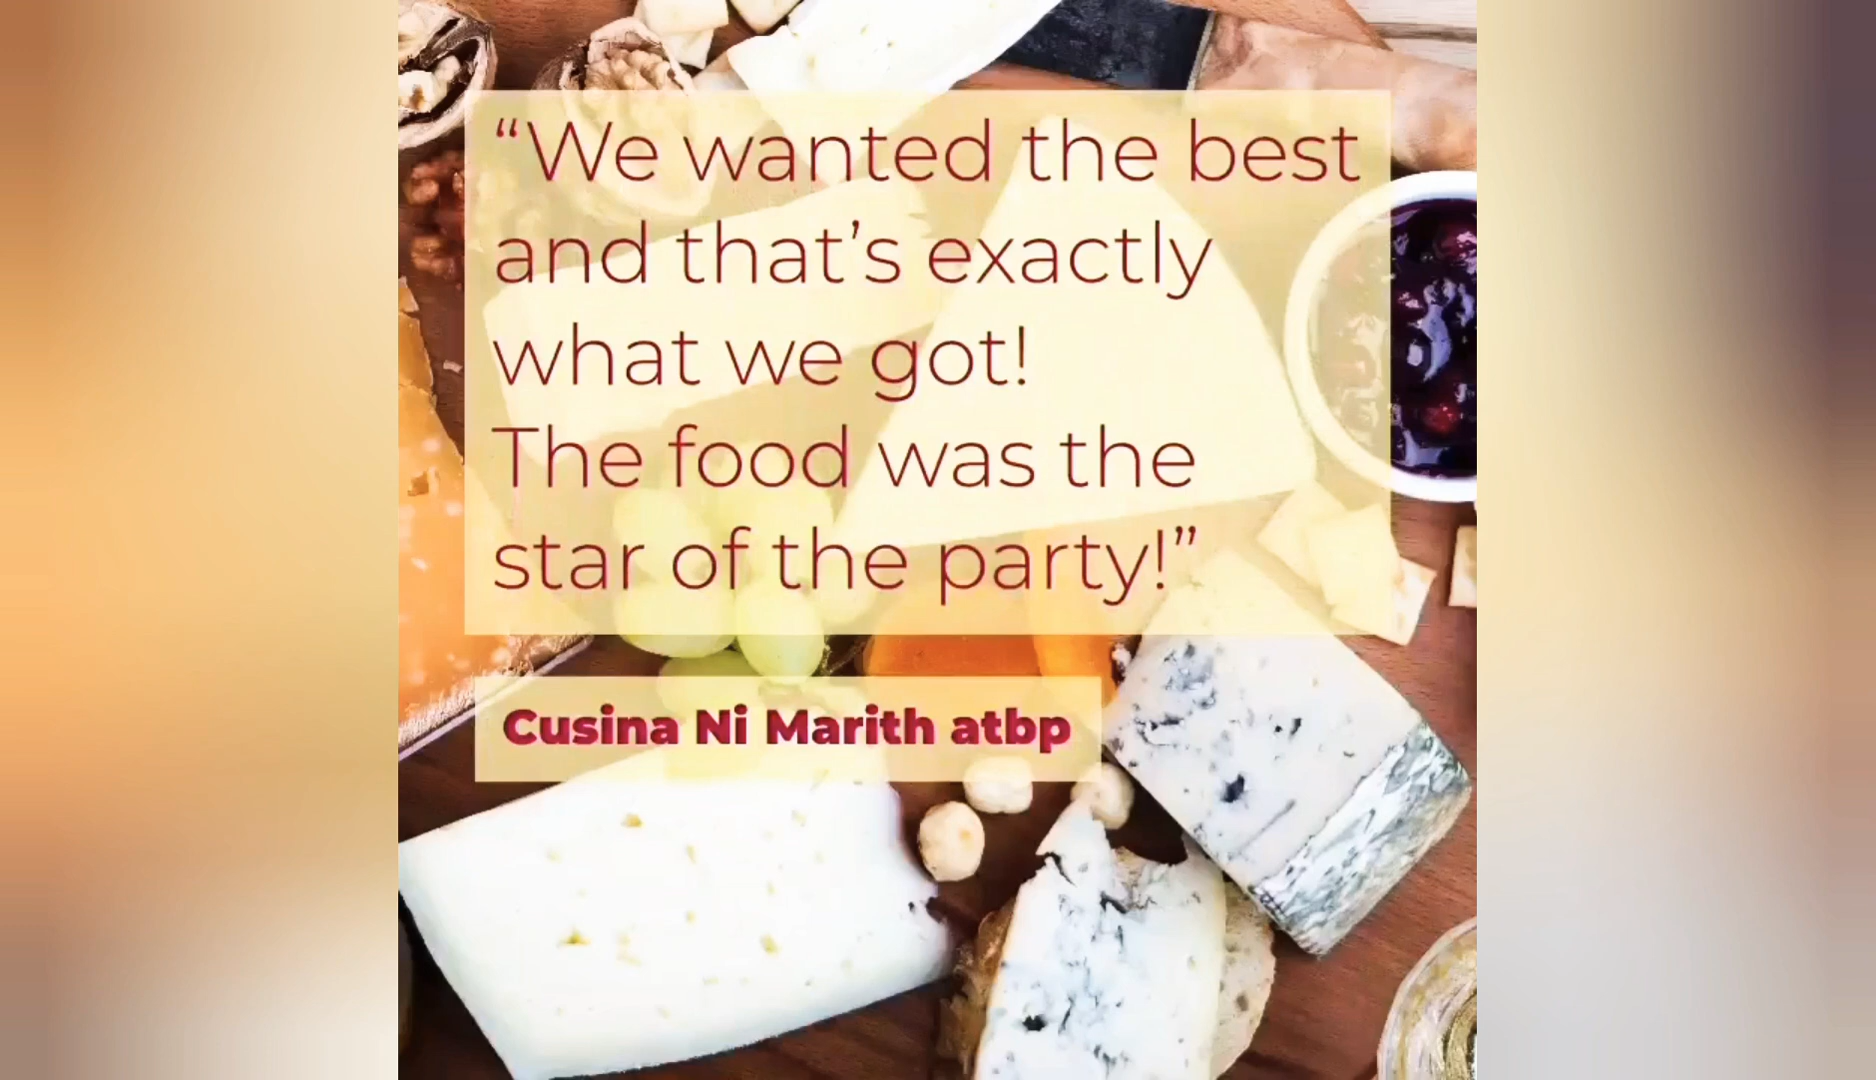 “We wanted the best
and that’s exactly
what we got!
The food was the
star of the party!”
Cusina Ni Marith atbp